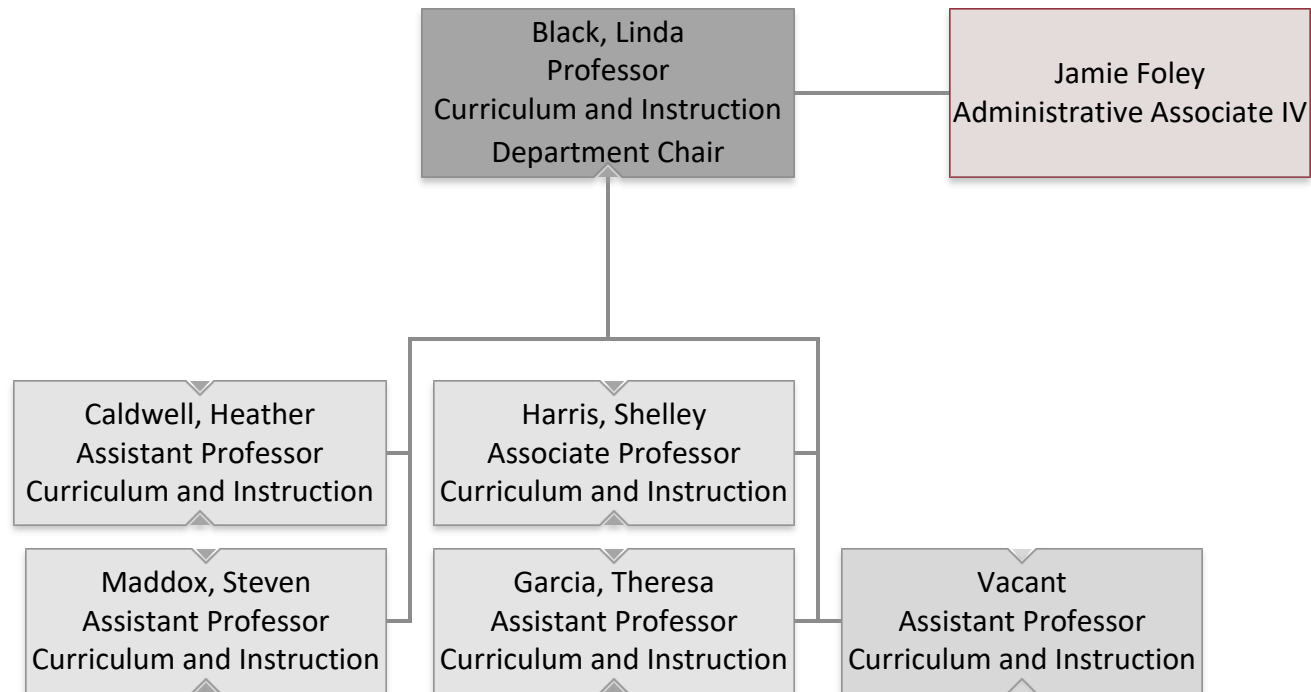 Black, Linda
Professor
Curriculum and Instruction
Department Chair
Jamie Foley
Administrative Associate IV
Caldwell, Heather
Assistant Professor
Curriculum and Instruction
Harris, Shelley
Associate Professor
Curriculum and Instruction
Maddox, Steven
Assistant Professor
Curriculum and Instruction
Garcia, Theresa
Assistant Professor
Curriculum and Instruction
Vacant
Assistant Professor
Curriculum and Instruction